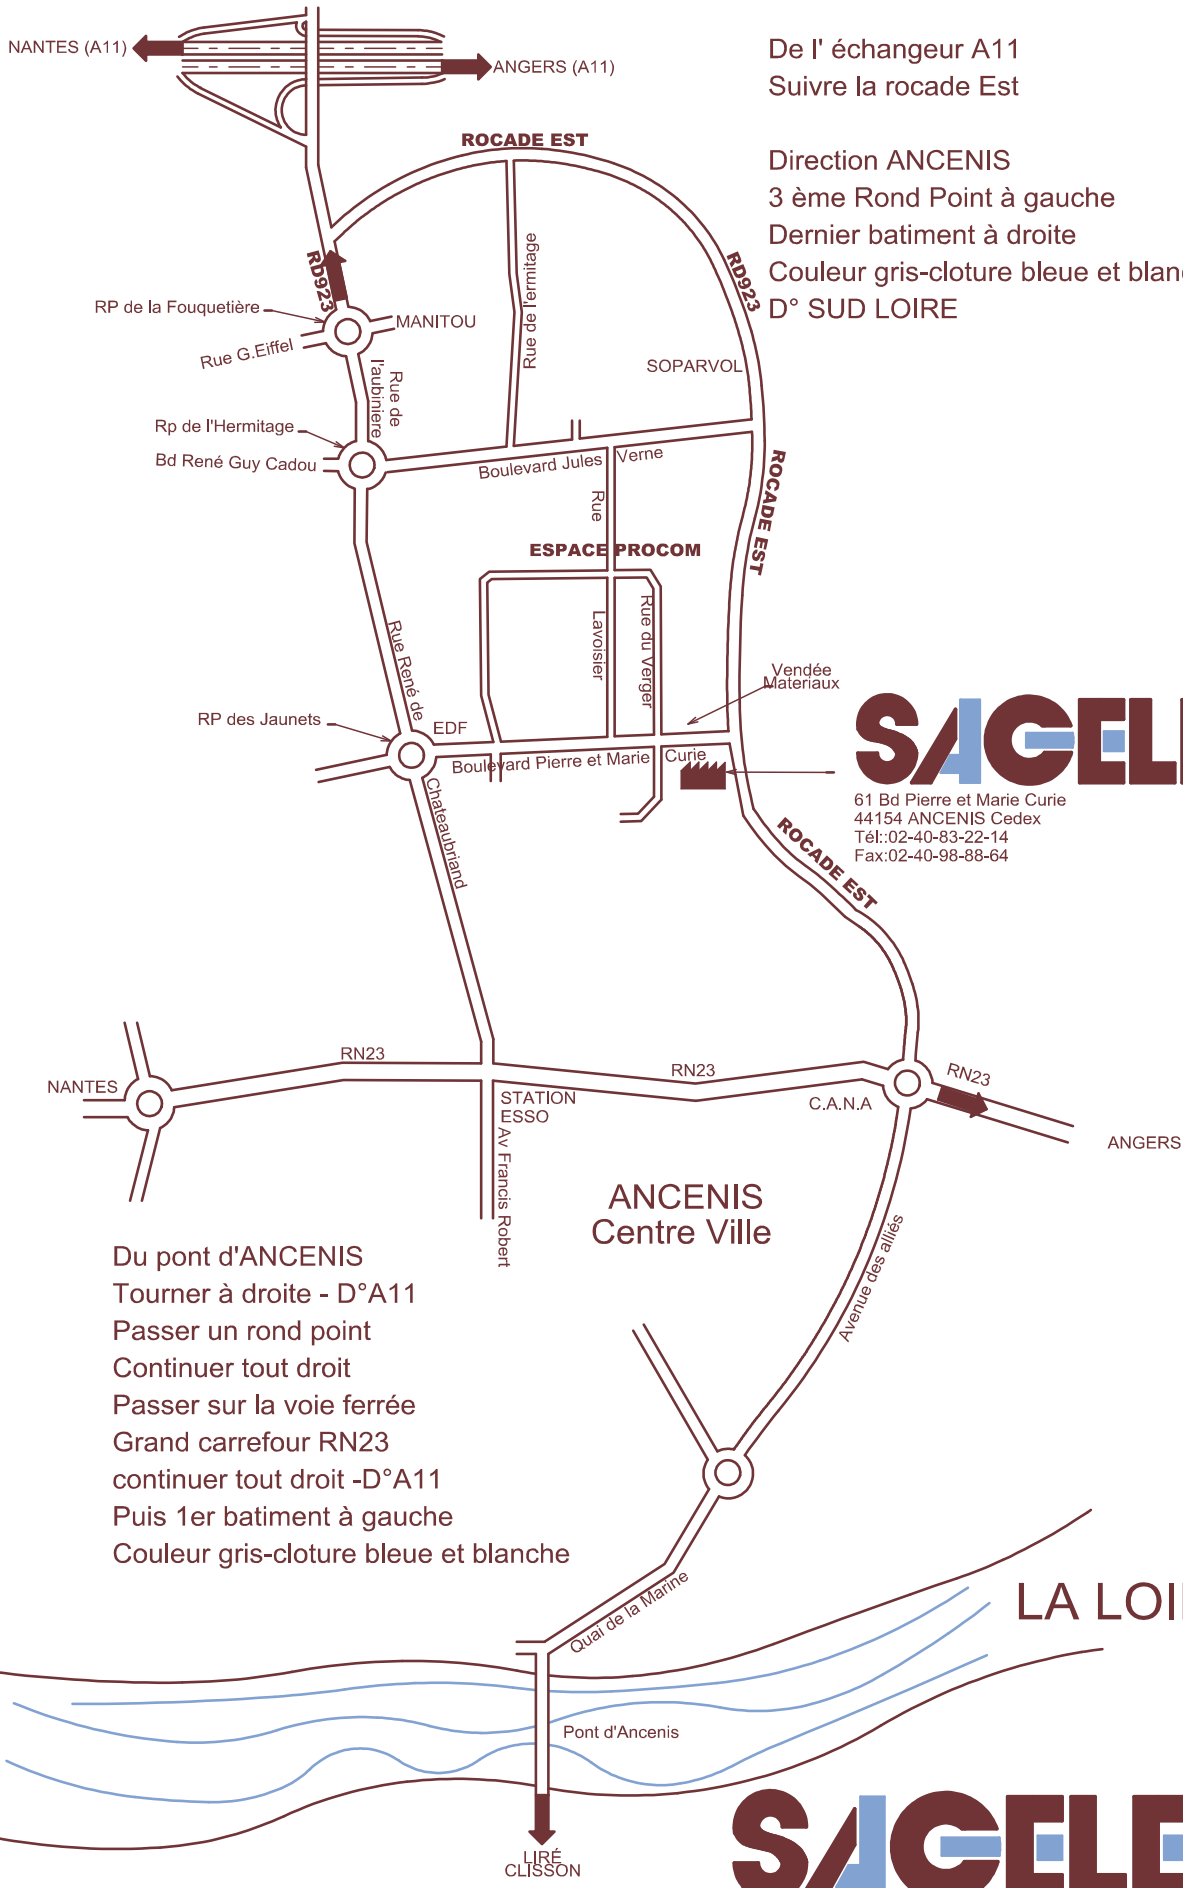 NANTES (A11)
ANGERS (A11)
De l' échangeur A11
Suivre la rocade Est
Direction ANCENIS
3 ème Rond Point à gauche
Dernier batiment à droite
Couleur gris-cloture bleue et blanc
D° SUD LOIRE
ROCADE EST
RD923
RD923
RP de la Fouquetière
MANITOU
Rue G.Eiffel
Rue de l'ermitage
SOPARVOL
Rue de
l'aubiniere
Rp de l'Hermitage
Bd René Guy Cadou
Boulevard Jules Verne
ROCADE EST
Rue Lavoisier
ESPACE PROCOM
Rue du Verger
Rue René de Chateaubriand
Vendée
Materiaux
RP des Jaunets
EDF
Boulevard Pierre et Marie Curie
SAGEL
61 Bd Pierre et Marie Curie
44154 ANCENIS Cedex
Tél.:02-40-83-22-14
Fax:02-40-98-88-64
ROCADE EST
RN23
RN23
RN23
NANTES
STATION
ESSO
C.A.N.A
ANGERS
Av Francis Robert
ANCENIS
Centre Ville
Avenue des alliés
Du pont d'ANCENIS
Tourner à droite - D°A11
Passer un rond point
Continuer tout droit
Passer sur la voie ferrée
Grand carrefour RN23
continuer tout droit -D°A11
Puis 1er batiment à gauche
Couleur gris-cloture bleue et blanche
Quai de la Marine
LA LOI
Pont d'Ancenis
LIRÉ
CLISSON
SAGELE